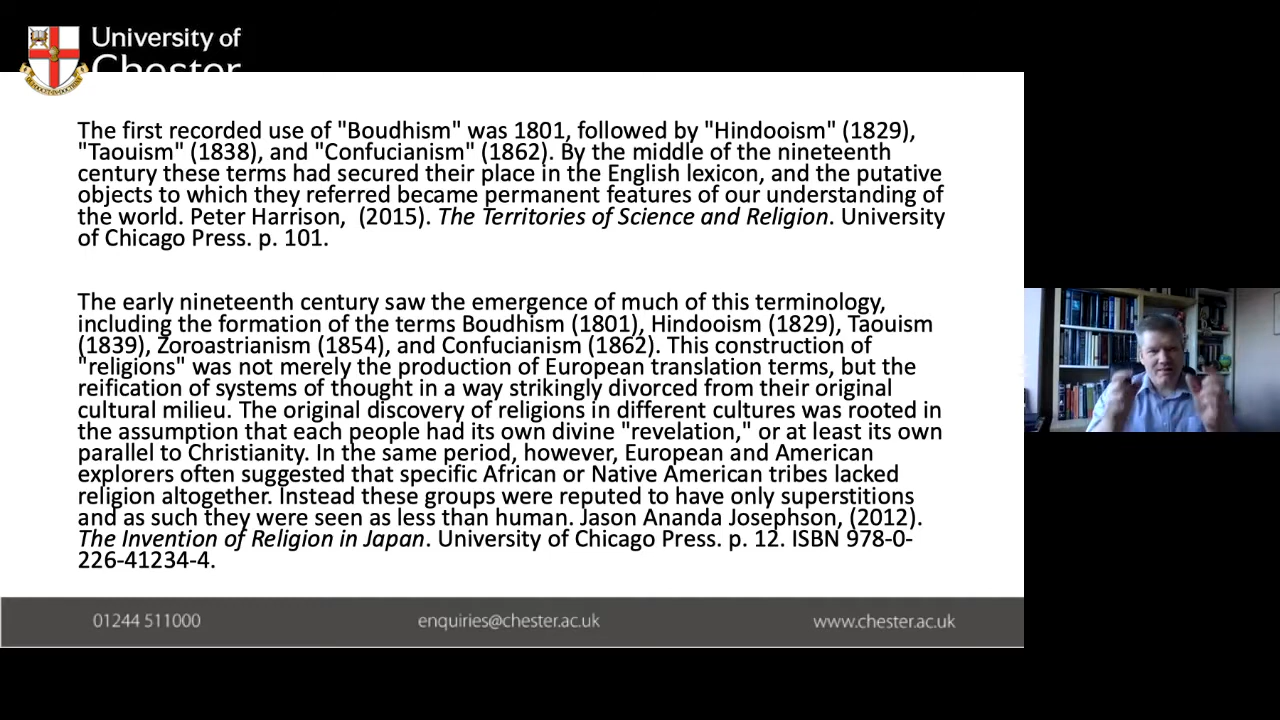 University of
Chester
The first recorded use of "Boudhism" was 1801, followed by "Hindooism" (1829),
"Taouism" (1838), and "Confucianism" (1862). By the middle of the nineteenth
century these terms had secured their place in the English lexicon, and the putative
objects to which they referred became permanent features of our understanding of
the world. Peter Harrison,  (2015). The Territories of Science and Religion. University
of Chicago Press. p. 101.
The early nineteenth century saw the emergence of much of this terminology,
including the formation of the terms Boudhism (1801), Hindooism (1829), Taouism
(1839), Zoroastrianism (1854), and Confucianism (1862). This construction of
"religions" was not merely the production of European translation terms, but the
reification of systems of thought in a way strikingly divorced from their original
cultural milieu. The original discovery of religions in different cultures was rooted in
the assumption that each people had its own divine "revelation," or at least its own
parallel to Christianity. In the same period, however, European and American
explorers often suggested that specific African or Native American tribes lacked
religion altogether. Instead these groups were reputed to have only superstitions
and as such they were seen as less than human. Jason Ananda Josephson, (2012).
The Invention of Religion in Japan. University of Chicago Press. p. 12. ISBN 978-0-
226-41234-4.
01244 511000
enquiries@chester.ac.uk
www.chester.ac.uk